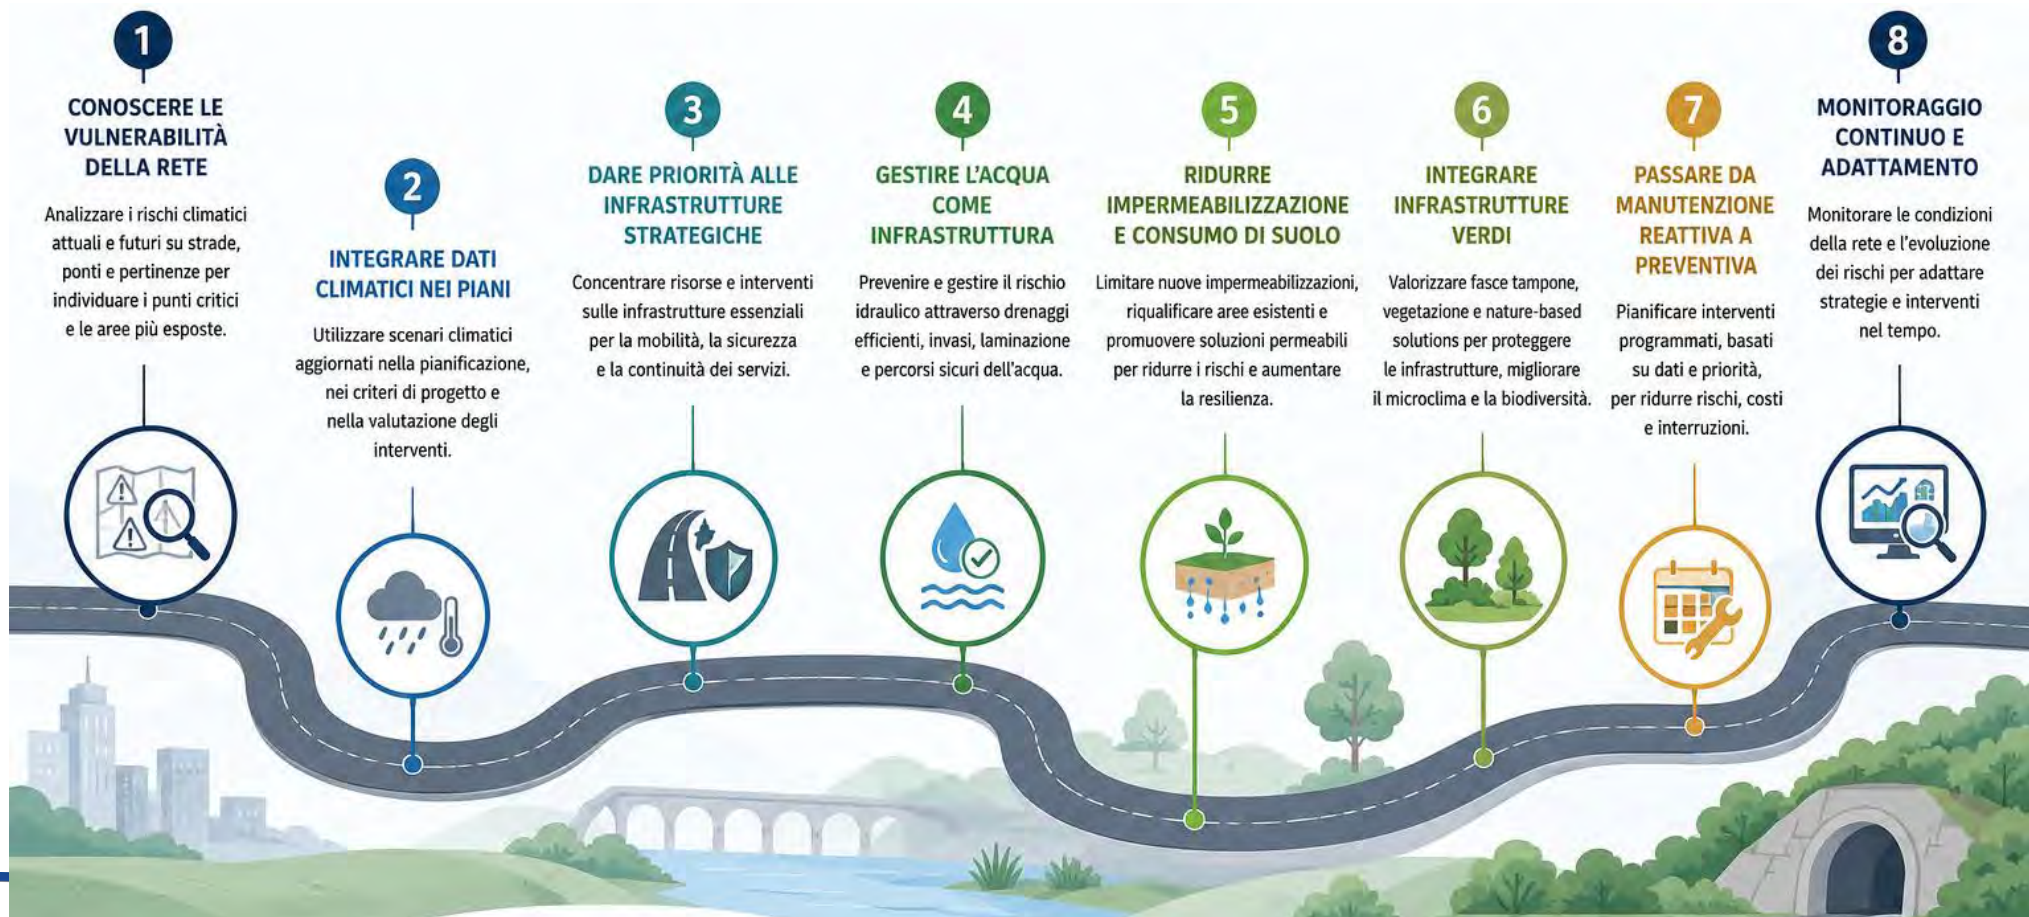 1
CONOSCERE LE
VULNERABILITÀ
DELLA RETE
Analizzare i rischi climatici
attuali e futuri su strade,
ponti e pertinenze per
individuare i punti critici
e le aree più esposte.
2
INTEGRARE DATI
CLIMATICI NEI PIANI
Utilizzare scenari climatici
aggiornati nella pianificazione,
nei criteri di progetto e
nella valutazione degli
interventi.
3
DARE PRIORITÀ ALLE
INFRASTRUTTURE
STRATEGICHE
Concentrare risorse e interventi
sulle infrastrutture essenziali
per la mobilità, la sicurezza
e la continuità dei servizi.
4
GESTIRE L'ACQUA
COME
INFRASTRUTTURA
Prevenire e gestire il rischio
idraulico attraverso drenaggi
efficienti, invasi, laminazione
e percorsi sicuri dell'acqua.
5
RIDURRE
IMPERMEABILIZZAZIONE
E CONSUMO DI SUOLO
Limitare nuove impermeabilizzazioni,
riqualificare aree esistenti e
promuovere soluzioni permeabili
per ridurre i rischi e aumentare
la resilienza.
6
INTEGRARE
INFRASTRUTTURE
VERDI
Valorizzare fasce tampone,
vegetazione e nature-based
solutions per proteggere
le infrastrutture, migliorare
il microclima e la biodiversità.
7
PASSARE DA
MANUTENZIONE
REATTIVA A
PREVENTIVA
Pianificare interventi
programmati, basati
su dati e priorità,
per ridurre rischi, costi
e interruzioni.
8
MONITORAGGIO
CONTINUO E
ADATTAMENTO
Monitorare le condizioni
della rete e l'evoluzione
dei rischi per adattare
strategie e interventi
nel tempo.